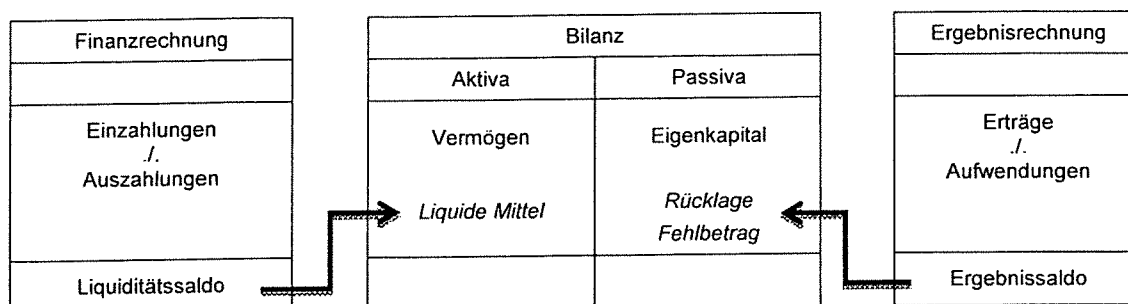 Finanzrechnung
Einzahlungen
./.
Auszahlungen
Liquiditätssaldo
Bilanz
Aktiva
Passiva
Vermögen
Eigenkapital
Liquide Mittel
Rücklage
Fehlbetrag
Ergebnisrechnung
Erträge
./.
Aufwendungen
Ergebnissaldo